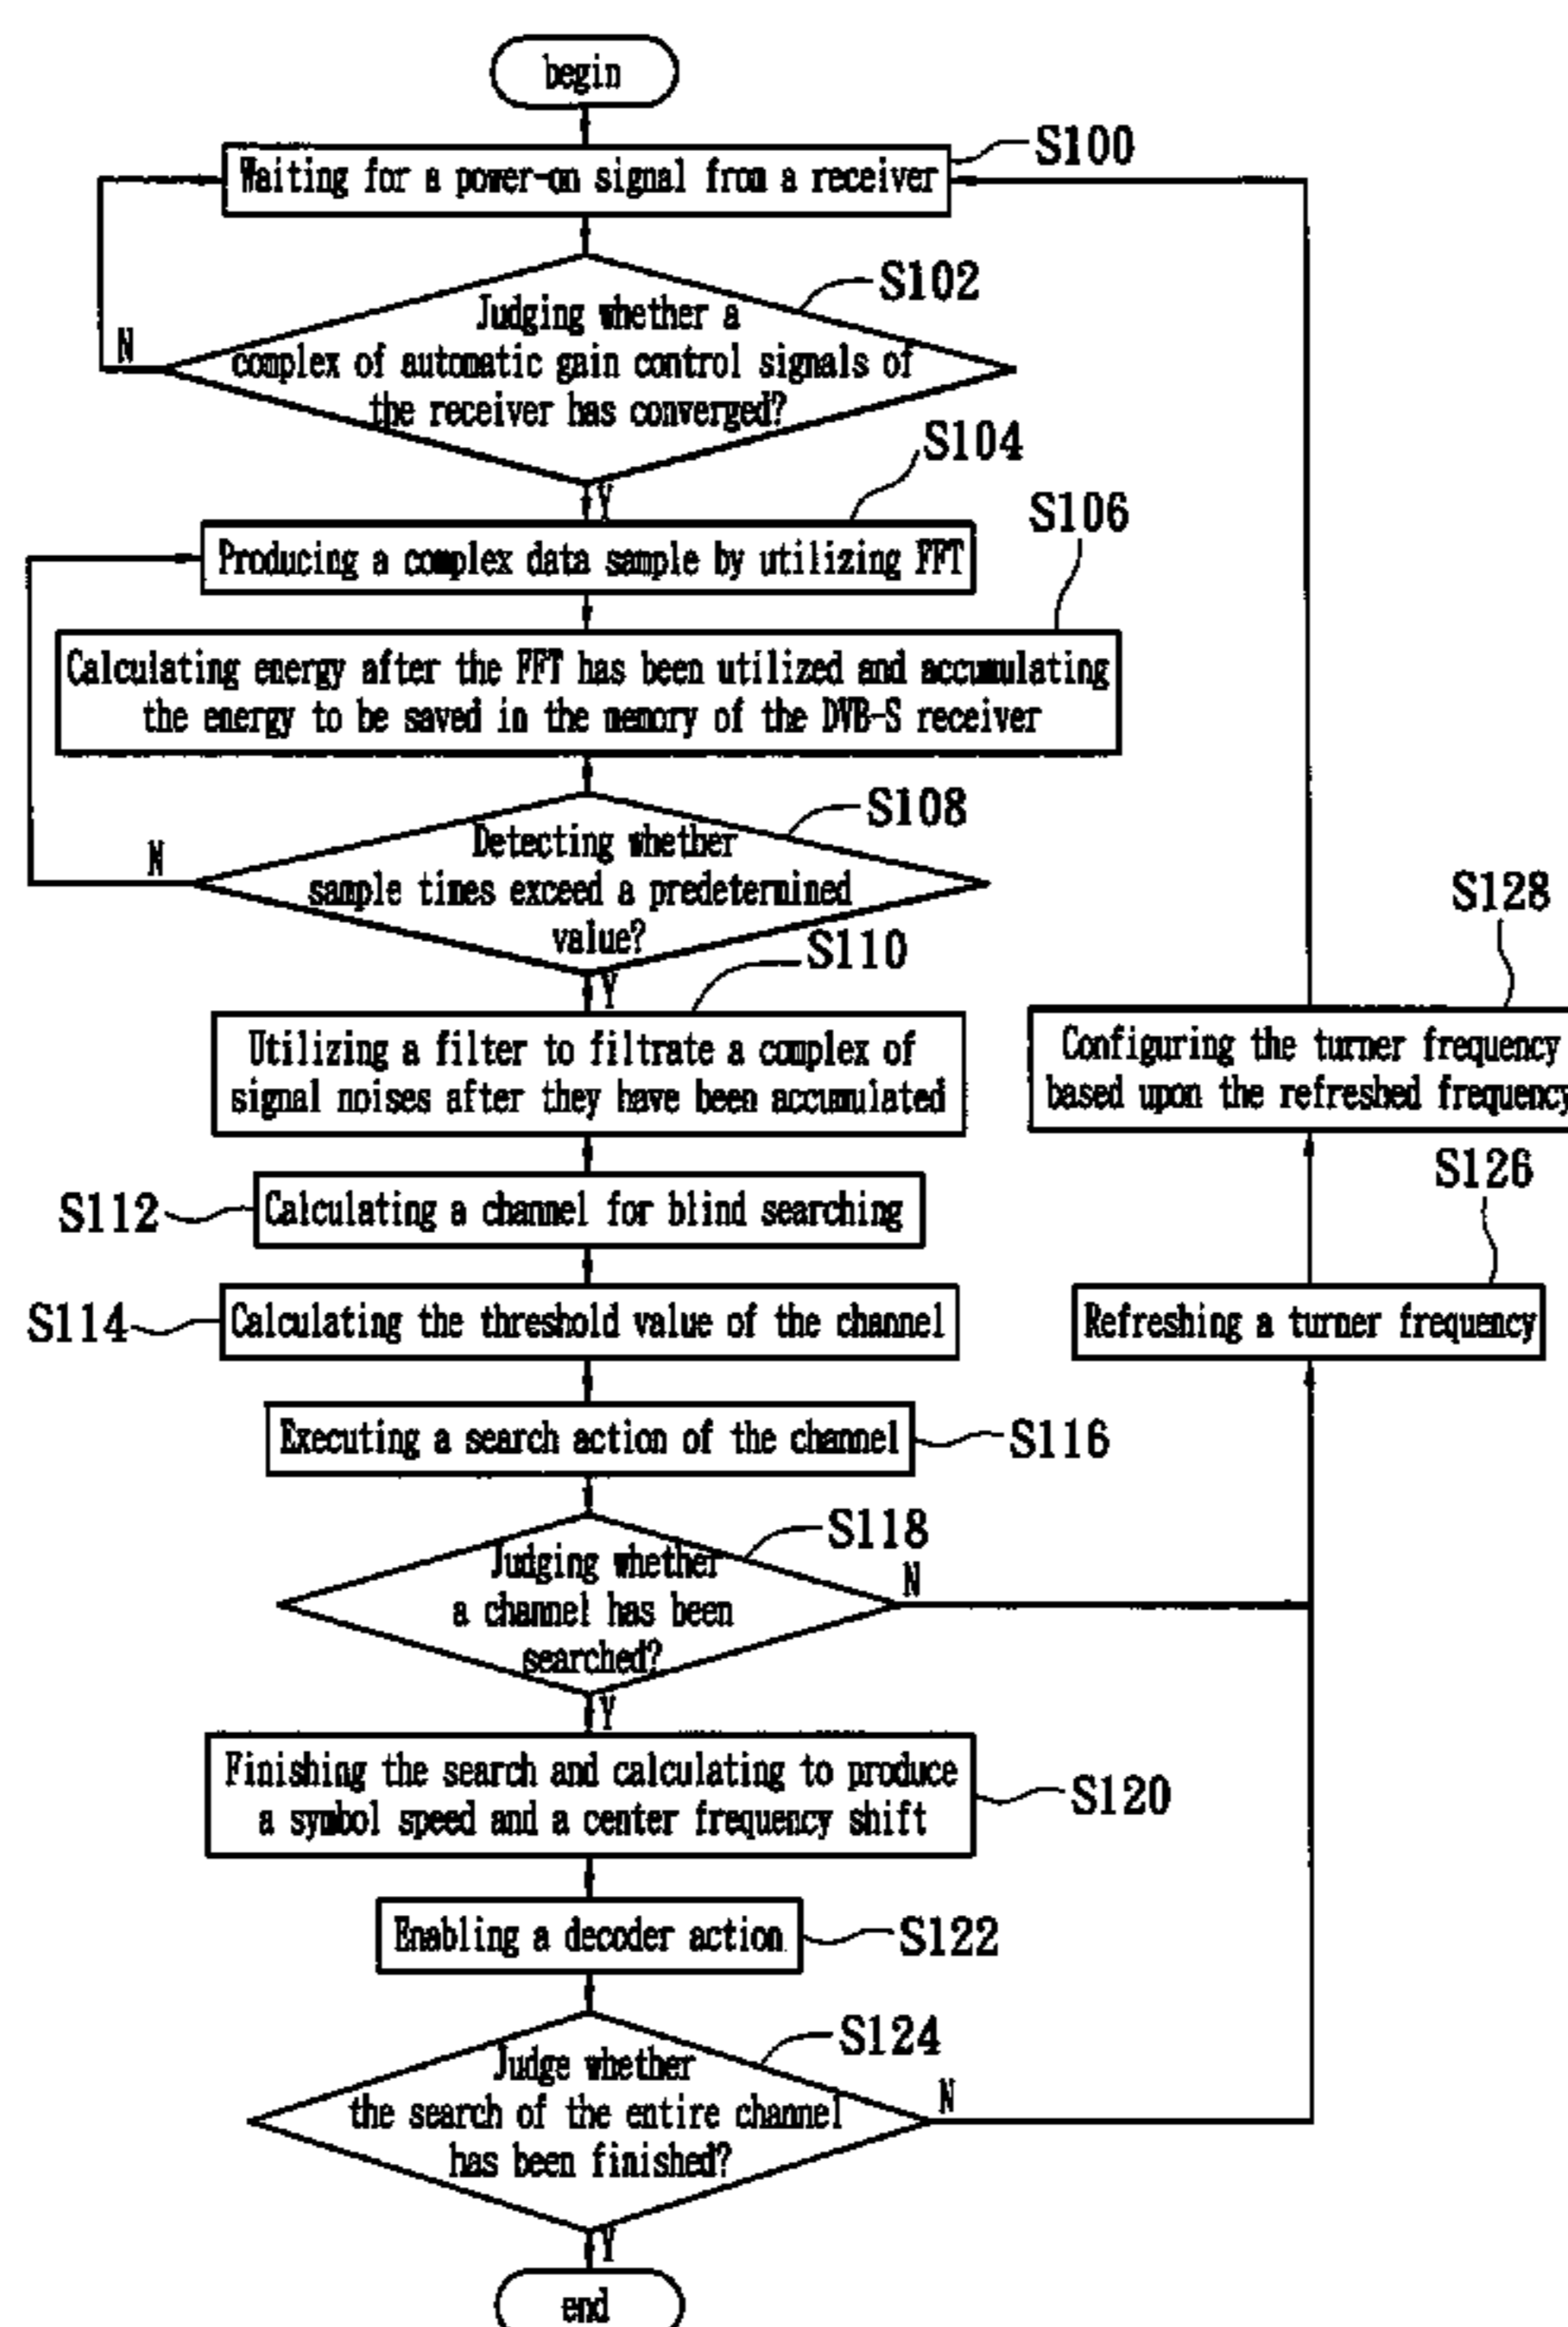 begin
Waiting for a power-on signal from a receiver
S100
Judging whether a
complex of automatic gain control signals of
the receiver has converged?
S102
N
Y
S104
Producing a complex data sample by utilizing FFT
S106
Calculating energy after the FFT has been utilized and accumulating
the energy to be saved in the memory of the DVB-S receiver
S108
Detecting whether
sample times exceed a predetermined
value?
N
Y
S110
Utilizing a filter to filtrate a complex of
signal noises after they have been accumulated
S112
Calculating a channel for blind searching
S114
Calculating the threshold value of the channel
Executing a search action of the channel
S116
S118
Judging whether
a channel has been
searched?
N
Y
Finishing the search and calculating to produce
a symbol speed and a center frequency shift
S120
Enabling a decoder action
S122
S124
Judge whether
the search of the entire channel
has been finished?
N
Y
end
S128
Configuring the turner frequency
based upon the refreshed frequency
S126
Refreshing a turner frequency